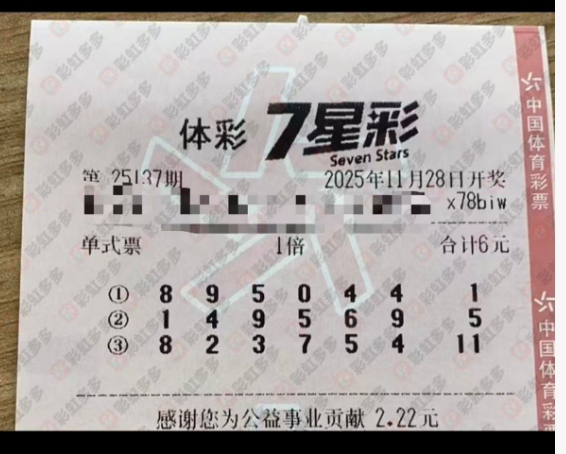 体彩 7星彩
Seven Stars
第 25137期 2025年11月28日开奖
x78biw
单式票 1倍 合计6元
① 8 9 5 0 4 4 1
② 1 4 9 5 6 9 5
③ 8 2 3 7 5 4 11
感谢您为公益事业贡献 2.22元
中国体育彩票
中国体育彩票
彩虹多多